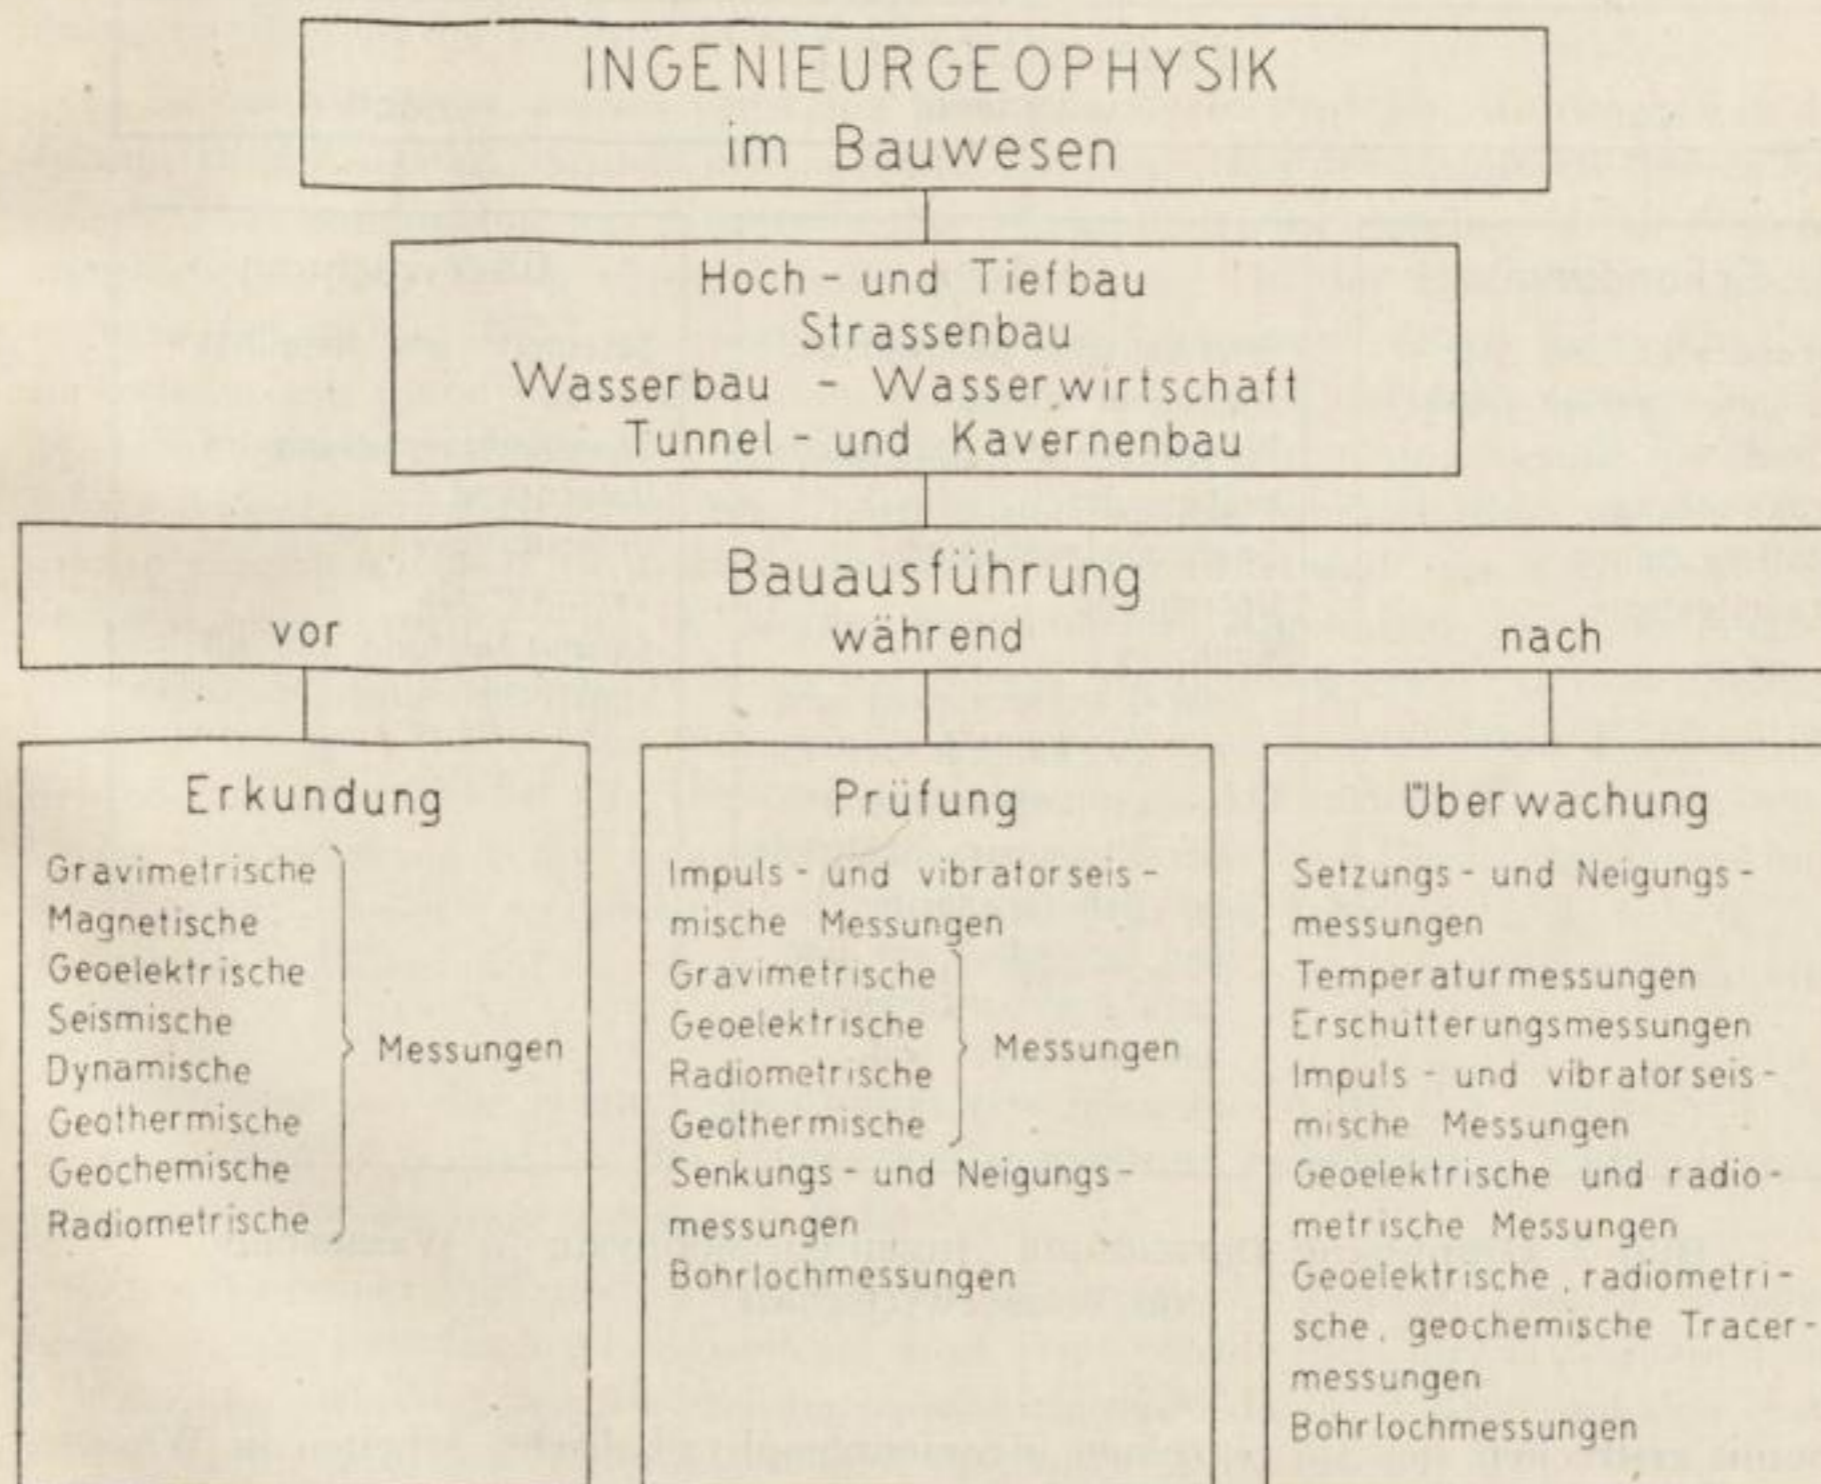 INGENIEURGEOPHYSIK
im Bauwesen
Hoch- und Tiefbau
Strassenbau
Wasserbau - Wasserwirtschaft
Tunnel- und Kavernenbau
Bauausführung
vor während nach
Erkundung
Gravimetrische
Magnetische
Geoelektrische
Seismische
Dynamische
Geothermische
Geochemische
Radiometrische
Messungen
Prüfung
Impuls- und vibratorseis-
mische Messungen
Gravimetrische
Geoelektrische
Radiometrische
Geothermische
Messungen
Senkungs- und Neigungs-
messungen
Bohrlochmessungen
Überwachung
Setzungs- und Neigungs-
messungen
Temperaturmessungen
Erschutterungsmessungen
Impuls- und vibratorseis-
mische Messungen
Geoelektrische und radio-
metrische Messungen
Geoelektrische, radiometri-
sche, geochemische Tracer-
messungen
Bohrlochmessungen